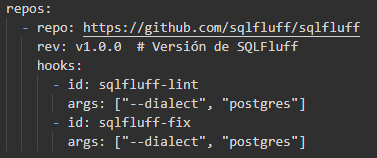 repos:
  - repo: https://github.com/sqlfluff/sqlfluff
    rev: v1.0.0  # Versión de SQLFluff
    hooks:
      - id: sqlfluff-lint
        args: ["--dialect", "postgres"]
      - id: sqlfluff-fix
        args: ["--dialect", "postgres"]